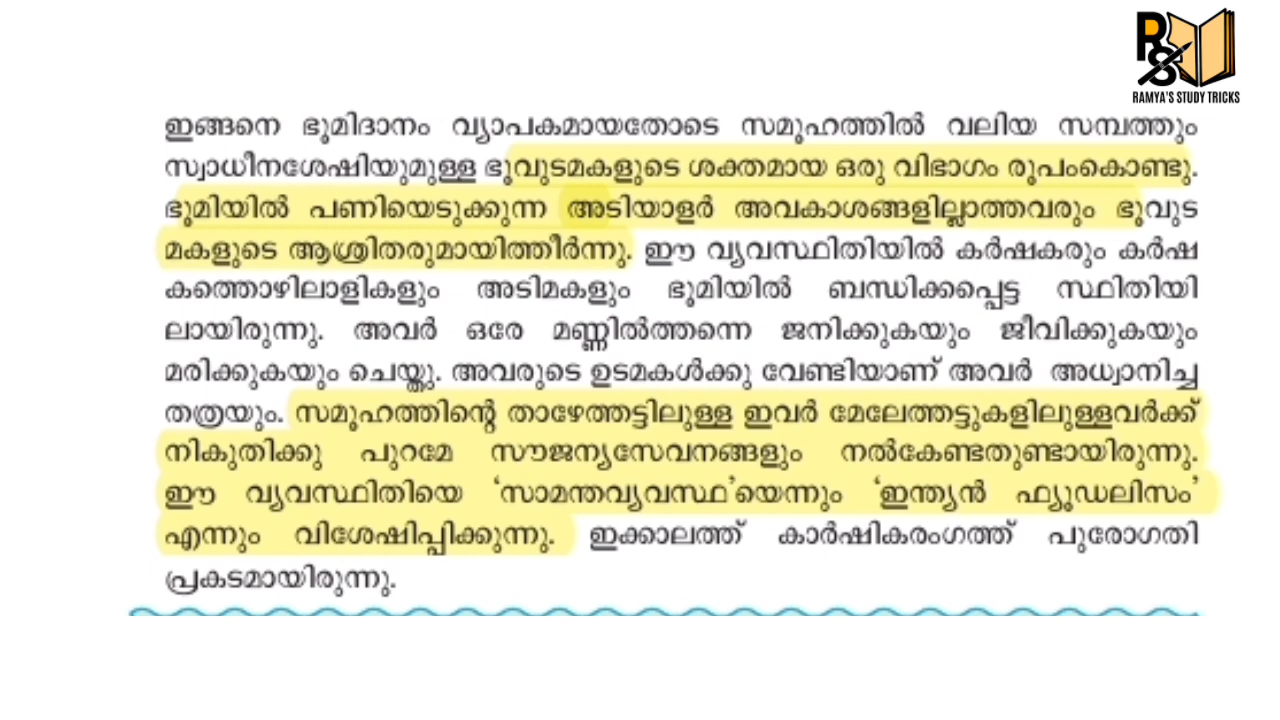 RS
RAMYA'S STUDY TRICKS
ഇങ്ങനെ ഭൂമിദാനം വ്യാപകമായതോടെ സമൂഹത്തിൽ വലിയ സമ്പത്തും
സ്വാധീനശേഷിയുമുള്ള ഭൂവുടമകളുടെ ശക്തമായ ഒരു വിഭാഗം രൂപംകൊണ്ടു.
ഭൂമിയിൽ പണിയെടുക്കുന്ന അടിയാളർ അവകാശങ്ങളില്ലാത്തവരും ഭൂവുട
മകളുടെ ആശ്രിതരുമായിത്തീർന്നു. ഈ വ്യവസ്ഥിതിയിൽ കർഷകരും കർഷ
കത്തൊഴിലാളികളും അടിമകളും ഭൂമിയിൽ ബന്ധിക്കപ്പെട്ട സ്ഥിതിയി
ലായിരുന്നു. അവർ ഒരേ മണ്ണിൽത്തന്നെ ജനിക്കുകയും ജീവിക്കുകയും
മരിക്കുകയും ചെയ്തു. അവരുടെ ഉടമകൾക്കു വേണ്ടിയാണ് അവർ അധ്വാനിച്ച
തത്രയും. സമൂഹത്തിന്റെ താഴേത്തട്ടിലുള്ള ഇവർ മേലേത്തട്ടുകളിലുള്ളവർക്ക്
നികുതിക്കു പുറമേ സൗജന്യസേവനങ്ങളും നൽകേണ്ടതുണ്ടായിരുന്നു.
ഈ വ്യവസ്ഥിതിയെ ‘സാമന്തവ്യവസ്ഥ’യെന്നും ‘ഇന്ത്യൻ ഫ്യൂഡലിസം’
എന്നും വിശേഷിപ്പിക്കുന്നു. ഇക്കാലത്ത് കാർഷികരംഗത്ത് പുരോഗതി
പ്രകടമായിരുന്നു.